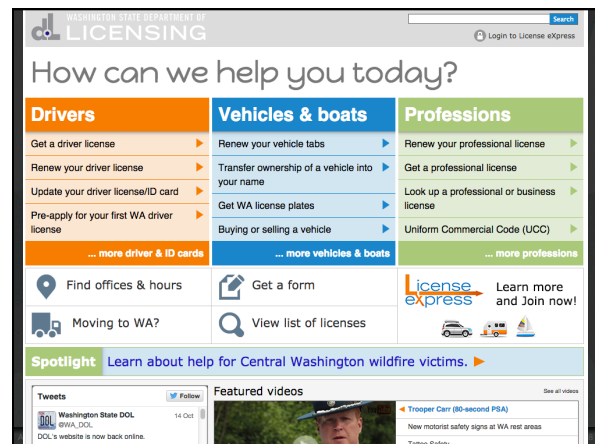 WASHINGTON STATE DEPARTMENT OF
dL LICENSING
Search
Login to License eXpress
How can we help you today?
Drivers
Get a driver license
Renew your driver license
Update your driver license/ID card
Pre-apply for your first WA driver
license
... more driver & ID cards
Vehicles & boats
Renew your vehicle tabs
Transfer ownership of a vehicle into
your name
Get WA license plates
Buying or selling a vehicle
... more vehicles & boats
Professions
Renew your professional license
Get a professional license
Look up a professional or business
license
Uniform Commercial Code (UCC)
... more professions
Find offices & hours
Get a form
License eXpress
Learn more
and Join now!
Moving to WA?
View list of licenses
Spotlight Learn about help for Central Washington wildfire victims.
Tweets
Follow
DOL
Washington State DOL
14 Oct
@WA_DOL
DOL's website is now back online.
Featured videos
See all videos
Trooper Carr (80-second PSA)
New motorist safety signs at WA rest areas